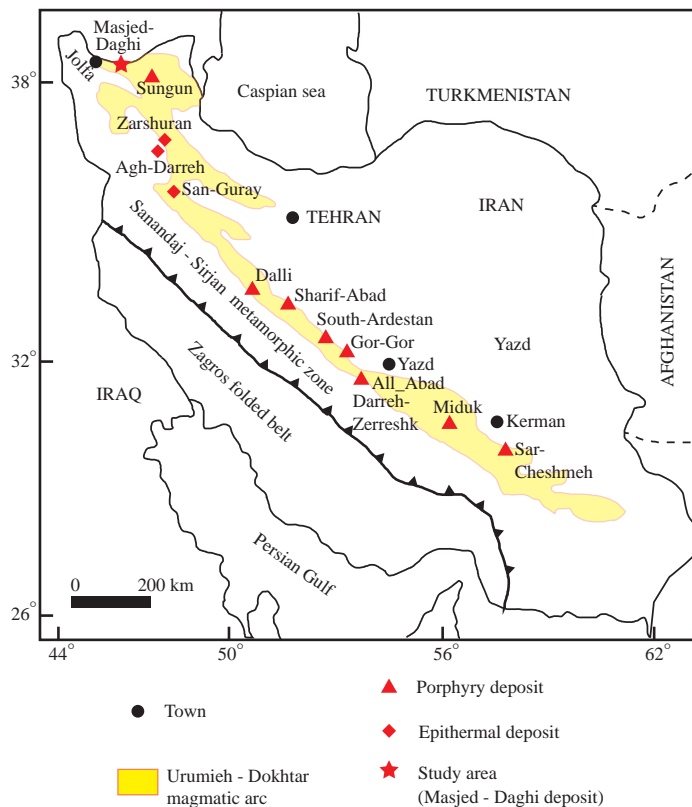 Masjed-
Daghi
Jolfa
38°
Sungun
Caspian sea
TURKMENISTAN
Zarshuran
Agh-Darreh
San-Guray
TEHRAN
IRAN
Sanandaj - Sirjan metamorphic zone
Dalli
Sharif-Abad
South-Ardestan
Gor-Gor
AFGHANISTAN
Yazd
32°
Yazd
Zagros folded belt
IRAQ
All_Abad
Darreh-
Zerreshk
Miduk
Kerman
Sar-
Cheshmeh
Persian Gulf
0 200 km
26°
44° 50° 56° 62°
Town
Urumieh - Dokhtar
magmatic arc
Porphyry deposit
Epithermal deposit
Study area
(Masjed - Daghi deposit)